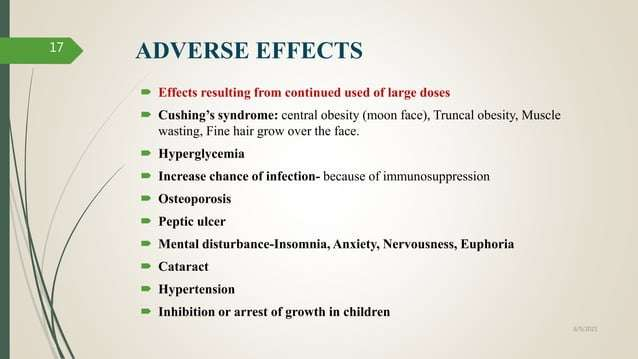 17
ADVERSE EFFECTS
Effects resulting from continued used of large doses
Cushing’s syndrome: central obesity (moon face), Truncal obesity, Muscle
wasting, Fine hair grow over the face.
Hyperglycemia
Increase chance of infection- because of immunosuppression
Osteoporosis
Peptic ulcer
Mental disturbance-Insomnia, Anxiety, Nervousness, Euphoria
Cataract
Hypertension
Inhibition or arrest of growth in children